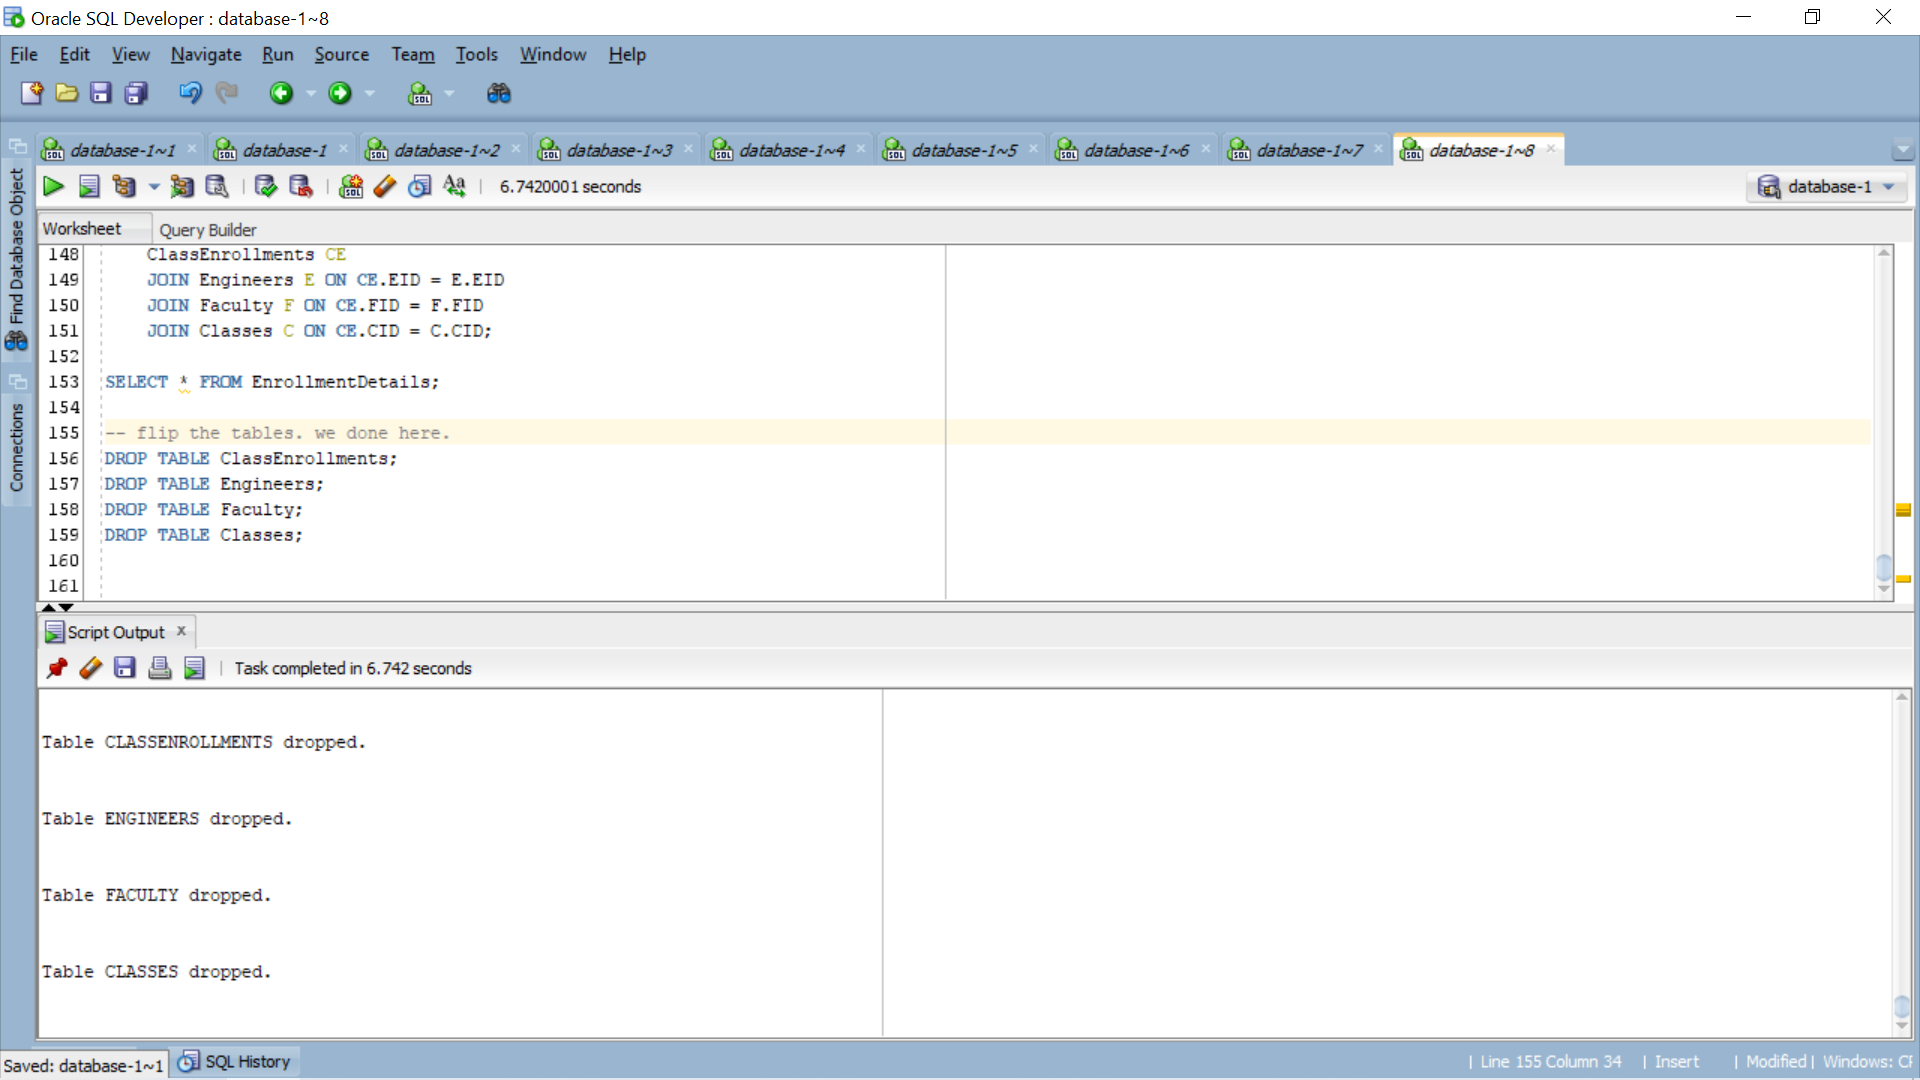 Oracle SQL Developer : database-1~8
File Edit View Navigate Run Source Team Tools Window Help
database-1~1 database-1 database-1~2 database-1~3 database-1~4 database-1~5 database-1~6 database-1~7 database-1~8
6.7420001 seconds
database-1
Find Database Object
Connections
Worksheet Query Builder
148 ClassEnrollments CE
149 JOIN Engineers E ON CE.EID = E.EID
150 JOIN Faculty F ON CE.FID = F.FID
151 JOIN Classes C ON CE.CID = C.CID;
152
153 SELECT * FROM EnrollmentDetails;
154
155 -- flip the tables. we done here.
156 DROP TABLE ClassEnrollments;
157 DROP TABLE Engineers;
158 DROP TABLE Faculty;
159 DROP TABLE Classes;
160
161
Script Output x
Task completed in 6.742 seconds
Table CLASSENROLLMENTS dropped.
Table ENGINEERS dropped.
Table FACULTY dropped.
Table CLASSES dropped.
Saved: database-1~1 SQL History | Line 155 Column 34 | Insert | Modified | Windows: